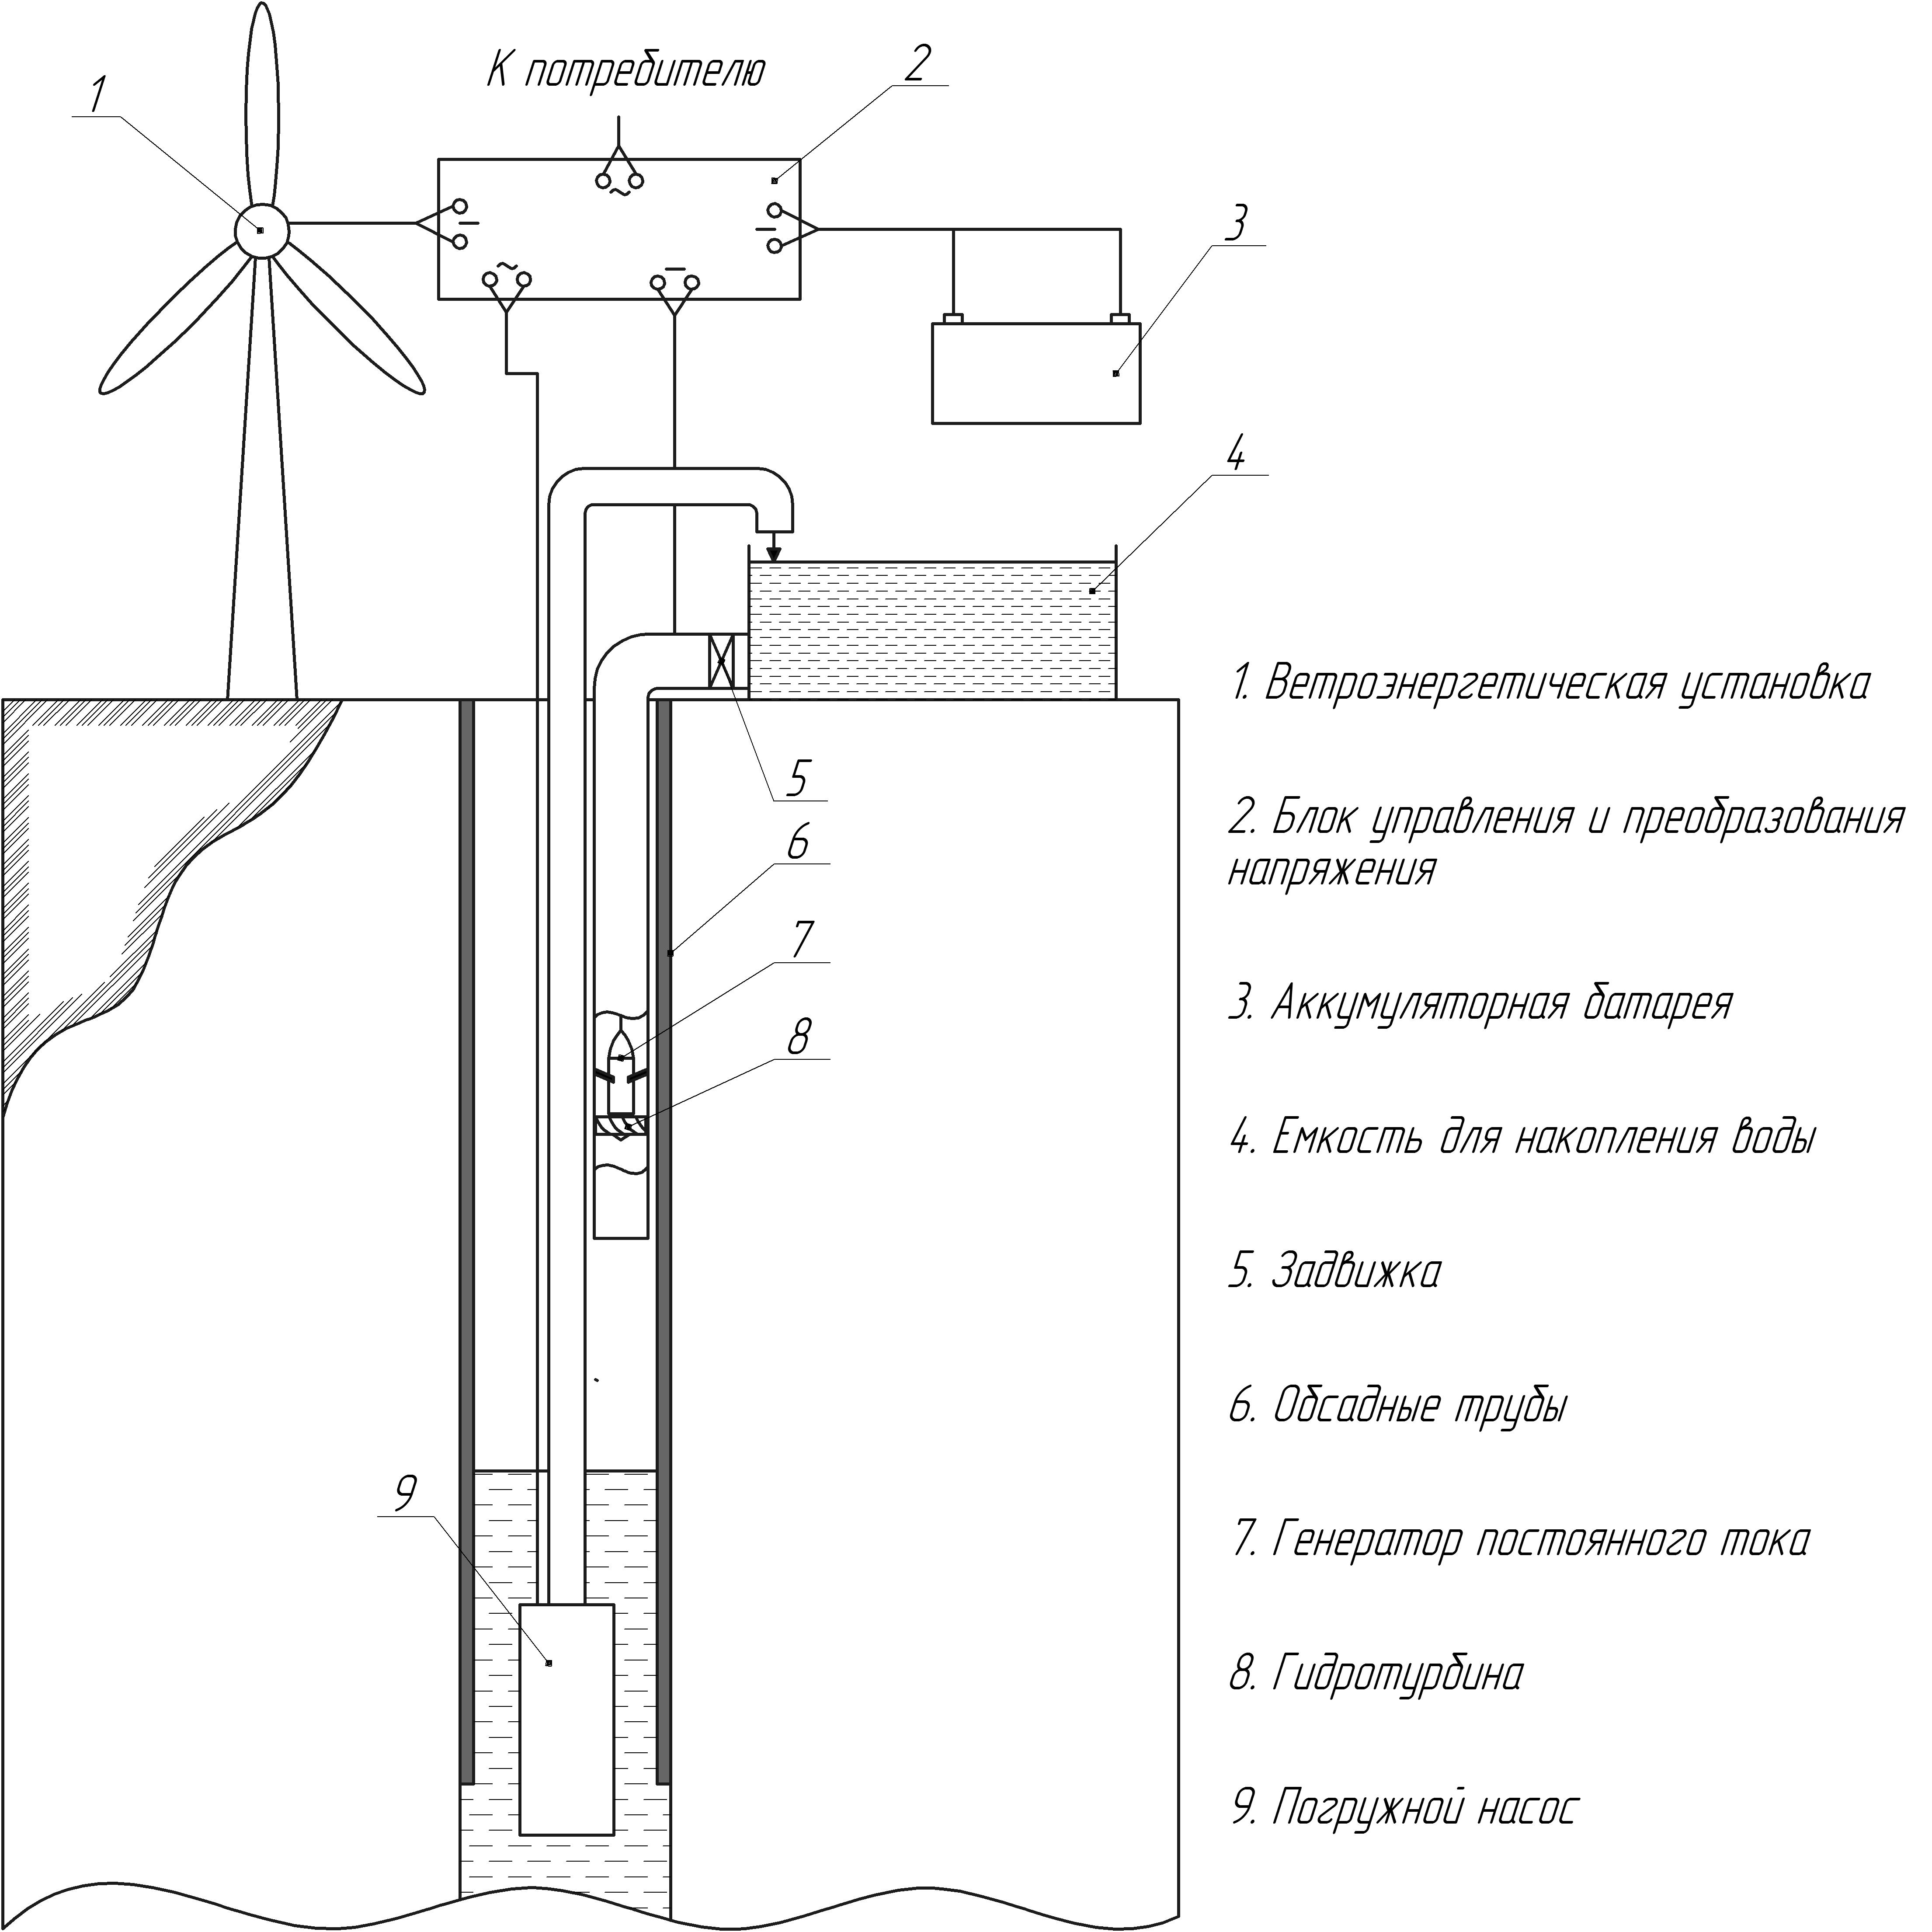 К потребителю
1
2
3
4
5
6
7
8
9
1. Ветроэнергетическая установка
2. Блок управления и преобразования
напряжения
3. Аккумуляторная батарея
4. Емкость для накопления воды
5. Задвижка
6. Обсадные трубы
7. Генератор постоянного тока
8. Гидротурбина
9. Погружной насос